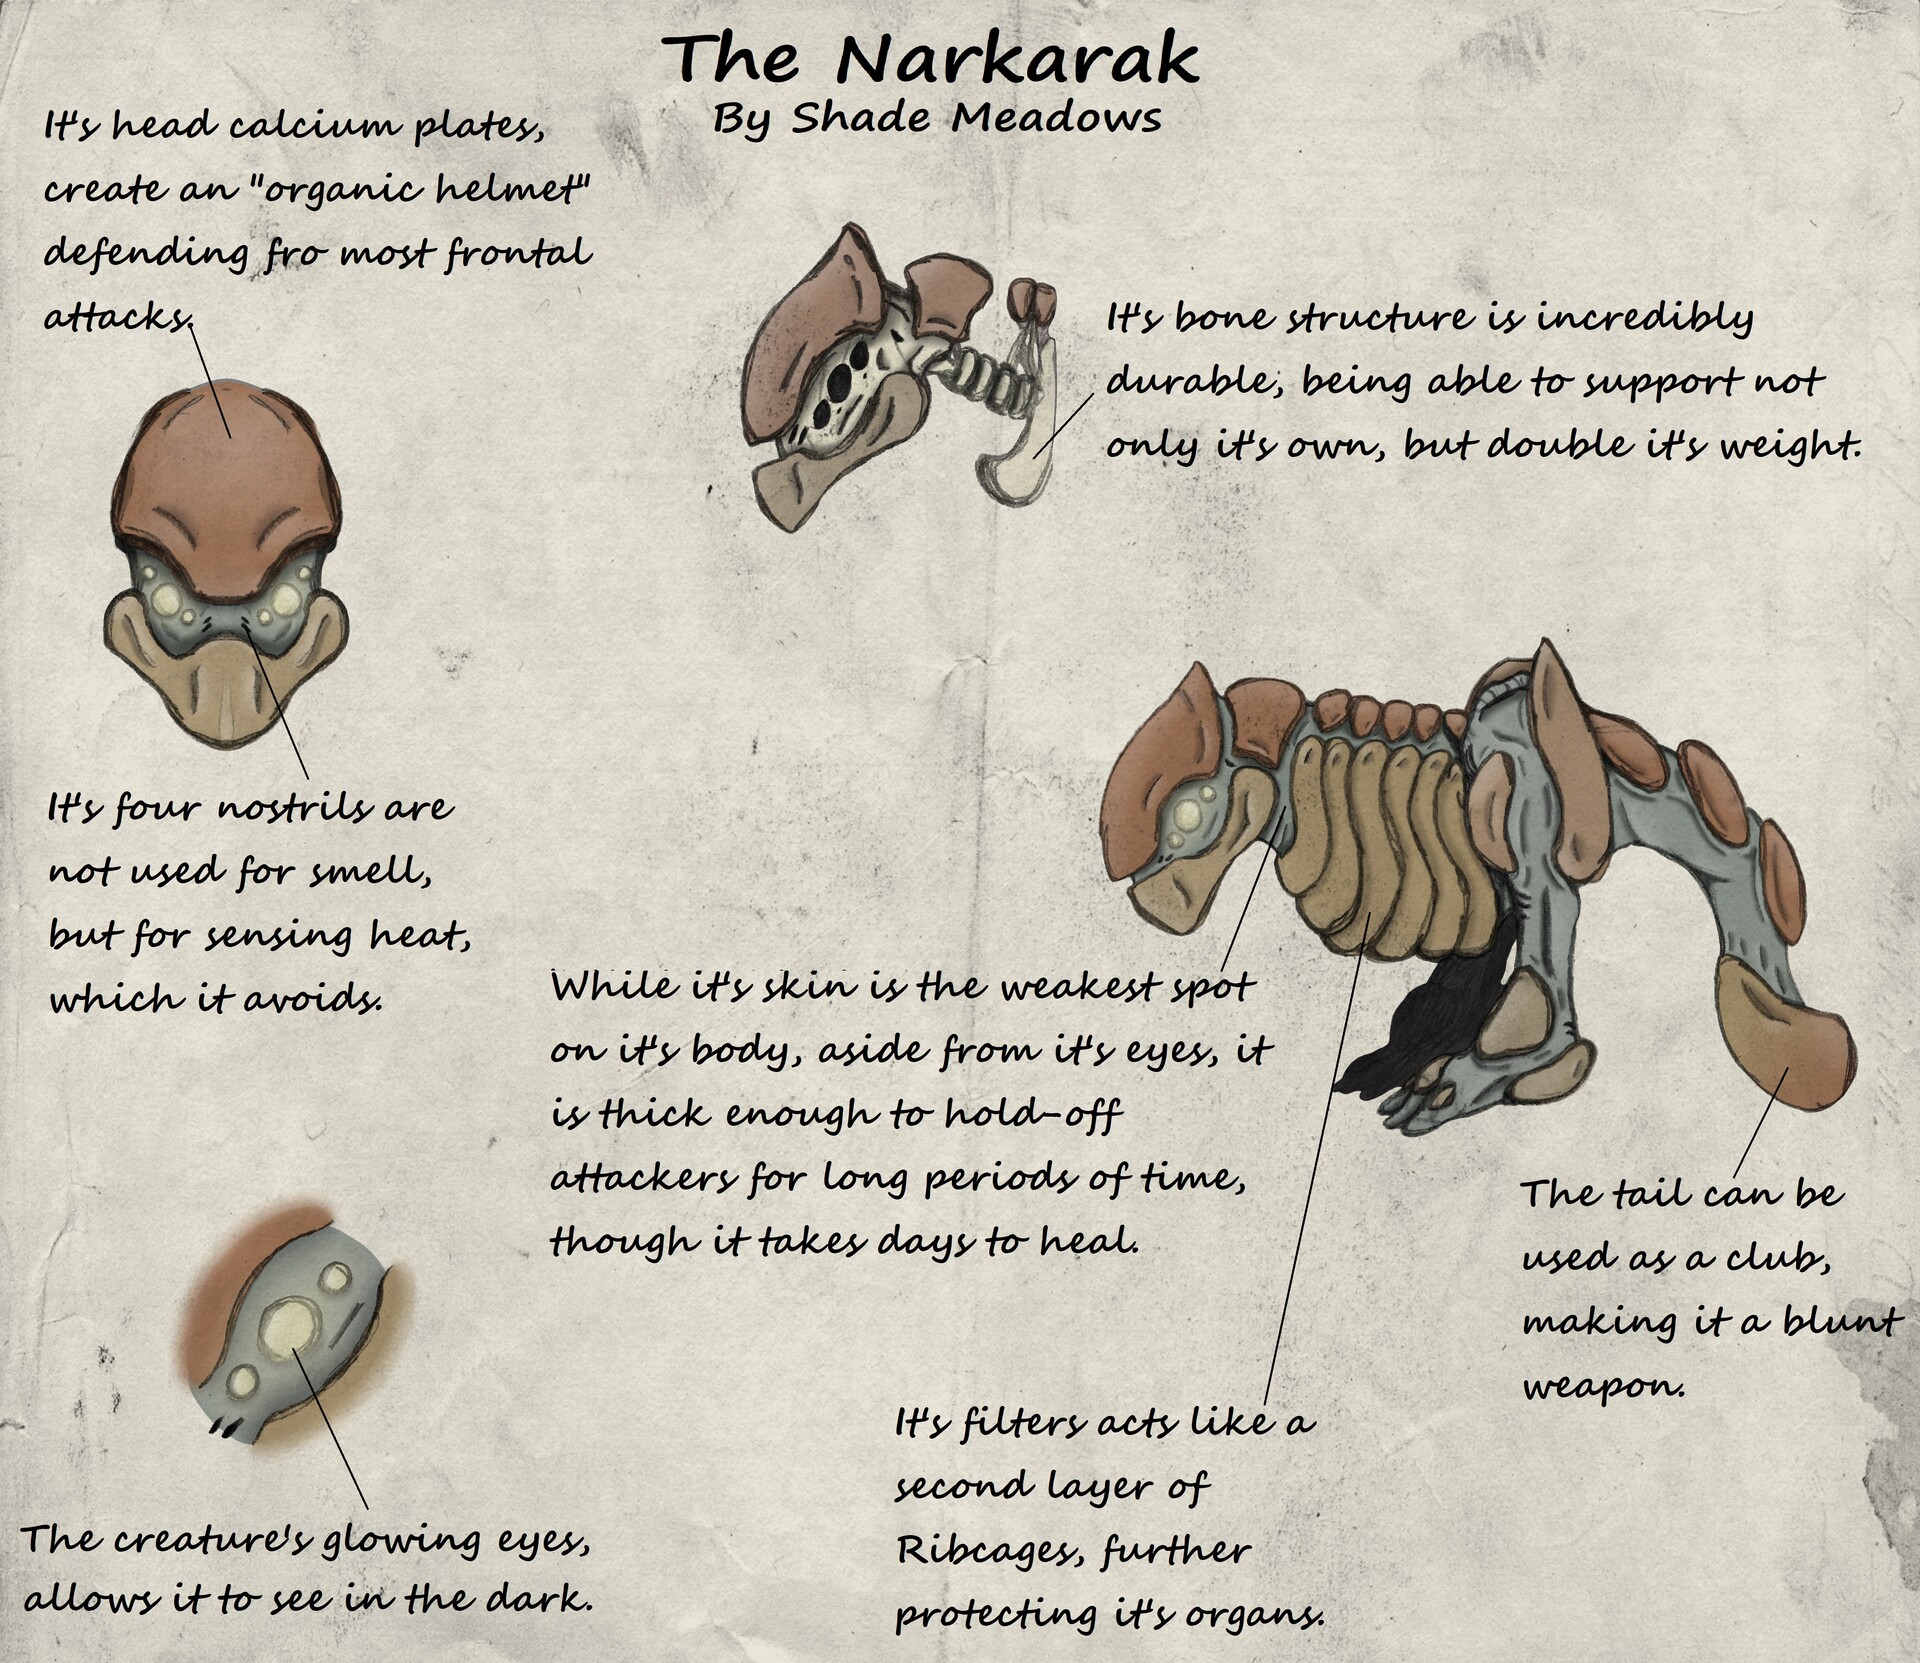 The Narkarak
By Shade Meadows
It's head calcium plates,
create an "organic helmet"
defending fro most frontal
attacks.
It's bone structure is incredibly
durable, being able to support not
only it's own, but double it's weight.
It's four nostrils are
not used for smell,
but for sensing heat,
which it avoids.
While it's skin is the weakest spot
on it's body, aside from it's eyes, it
is thick enough to hold-off
attackers for long periods of time,
though it takes days to heal.
The tail can be
used as a club,
making it a blunt
weapon.
It's filters acts like a
second layer of
Ribcages, further
protecting it's organs.
The creature's glowing eyes,
allows it to see in the dark.